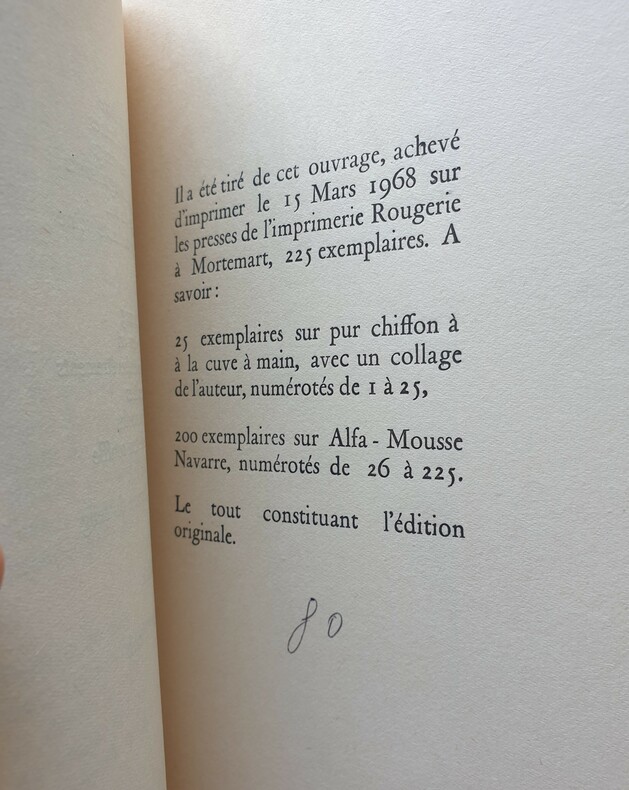 Il a été tiré de cet ouvrage, achevé
d'imprimer le 15 Mars 1968 sur
les presses de l'imprimerie Rougerie
à Mortemart, 225 exemplaires. A
savoir :
25 exemplaires sur pur chiffon à
à la cuve à main, avec un collage
de l'auteur, numérotés de 1 à 25,
200 exemplaires sur Alfa - Mousse
Navarre, numérotés de 26 à 225.
Le tout constituant l'édition
originale.
80